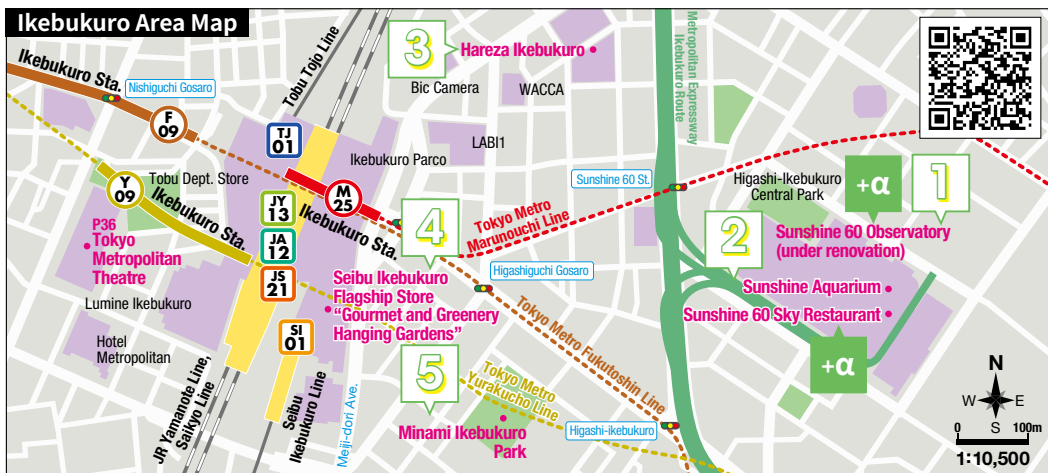 Ikebukuro Area Map
Ikebukuro Sta.
Nishiguchi Gosaro
F
09
Y
09
Tobu Dept. Store
Ikebukuro Sta.
P36
Tokyo
Metropolitan
Theatre
Lumine Ikebukuro
Hotel
Metropolitan
JR Yamanote Line,
Saikyo Line
Tobu Tojo Line
TJ
01
JY
13
JA
12
JS
21
SI
01
Seibu
Ikebukuro Line
Meiji-dori Ave.
M
25
Ikebukuro Sta.
Ikebukuro Parco
3
Hareza Ikebukuro
Bic Camera
WACCA
LABI1
4
Seibu Ikebukuro
Flagship Store
“Gourmet and Greenery
Hanging Gardens”
Tokyo Metro
Marunouchi Line
Higashiguchi Gosaro
Tokyo Metro Fukutoshin Line
5
Tokyo Metro
Yurakucho Line
Minami Ikebukuro
Park
Higashi-ikebukuro
Metropolitan Expressway
Ikebukuro Route
Sunshine 60 St.
Higashi-Ikebukuro
Central Park
+α
1
Sunshine 60 Observatory
(under renovation)
2
Sunshine Aquarium
Sunshine 60 Sky Restaurant
+α
N
W
E
S
0
100m
1:10,500